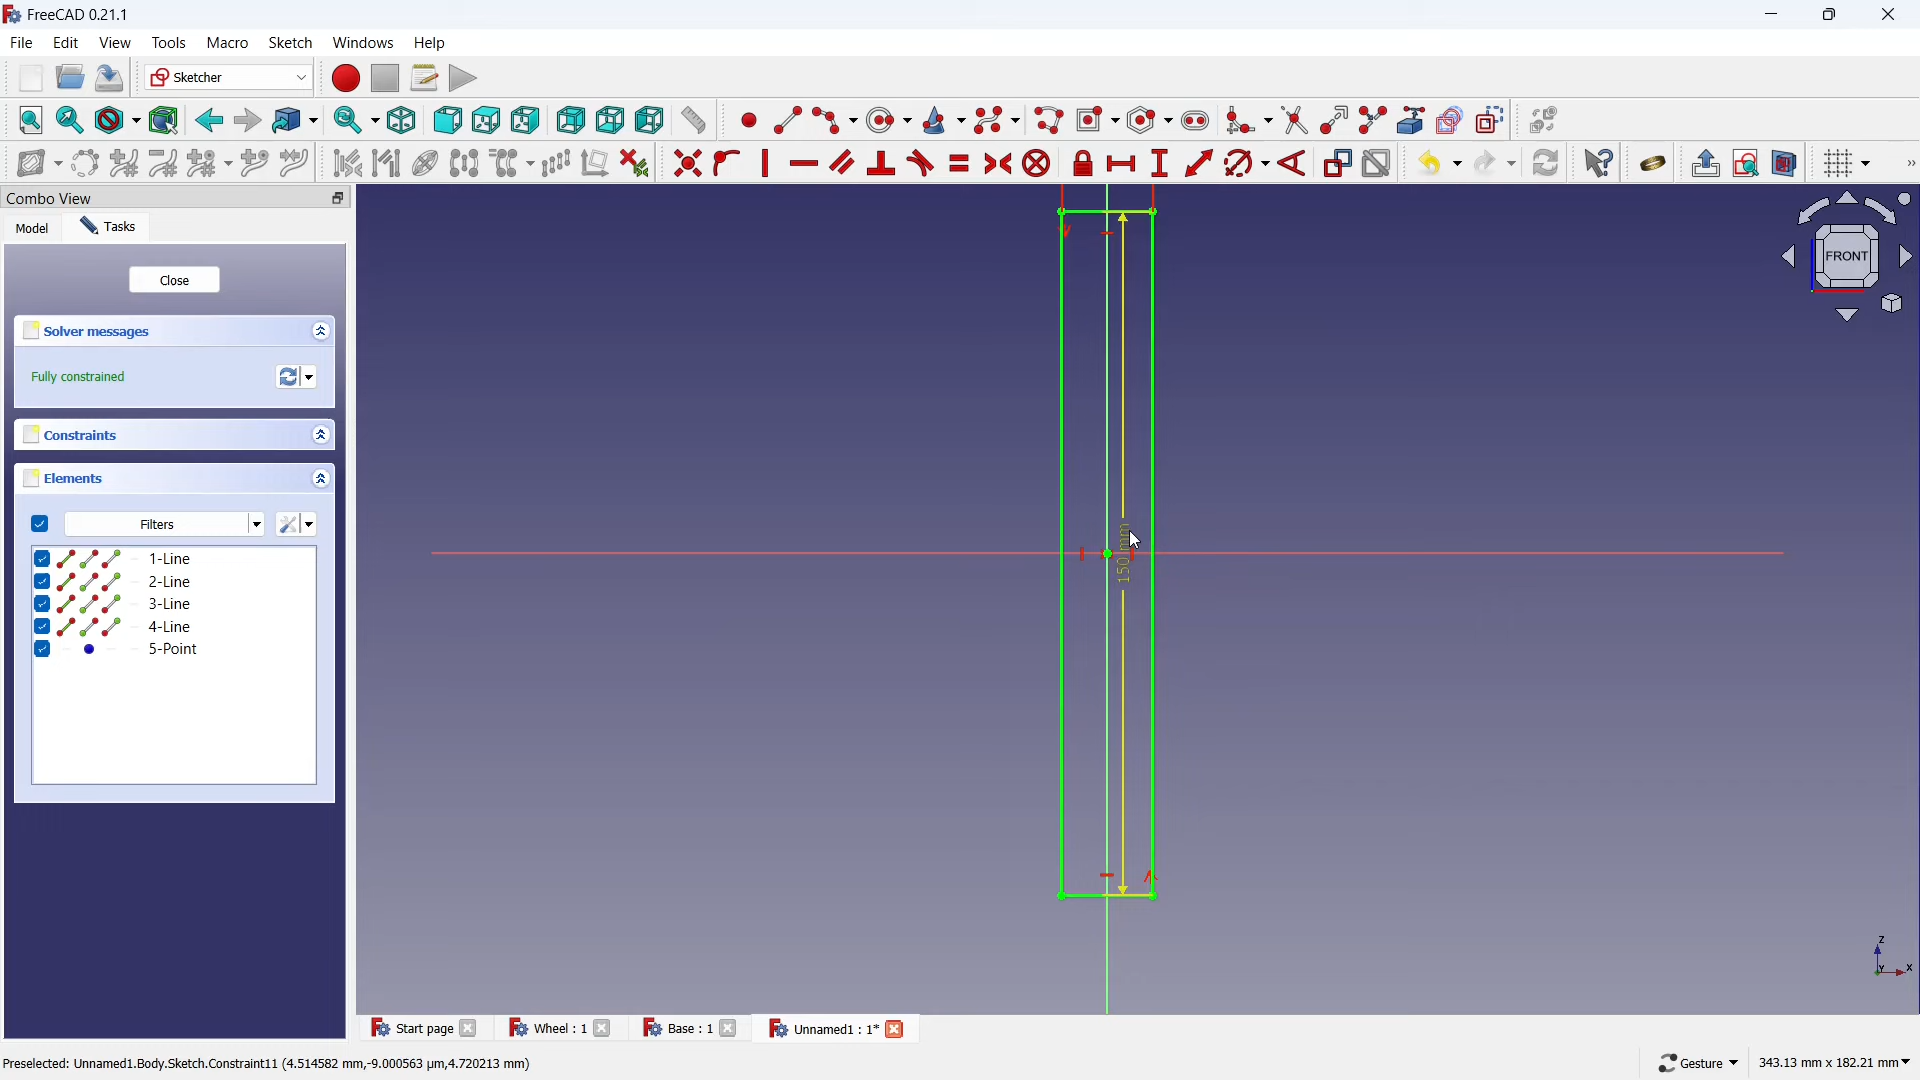 FreeCAD 0.21.1
File Edit View Tools Macro Sketch Windows Help
Sketcher
Combo View
Model Tasks
Close
Solver messages
Fully constrained
Constraints
Elements
Filters
1-Line
2-Line
3-Line
4-Line
5-Point
150 mm
FRONT
Z
Y
X
Start page Wheel : 1 Base : 1 Unnamed1 : 1*
Preselected: Unnamed1.Body.Sketch.Constraint11 (4.514582 mm,-9.000563 µm,4.720213 mm) Gesture 343.13 mm x 182.21 mm